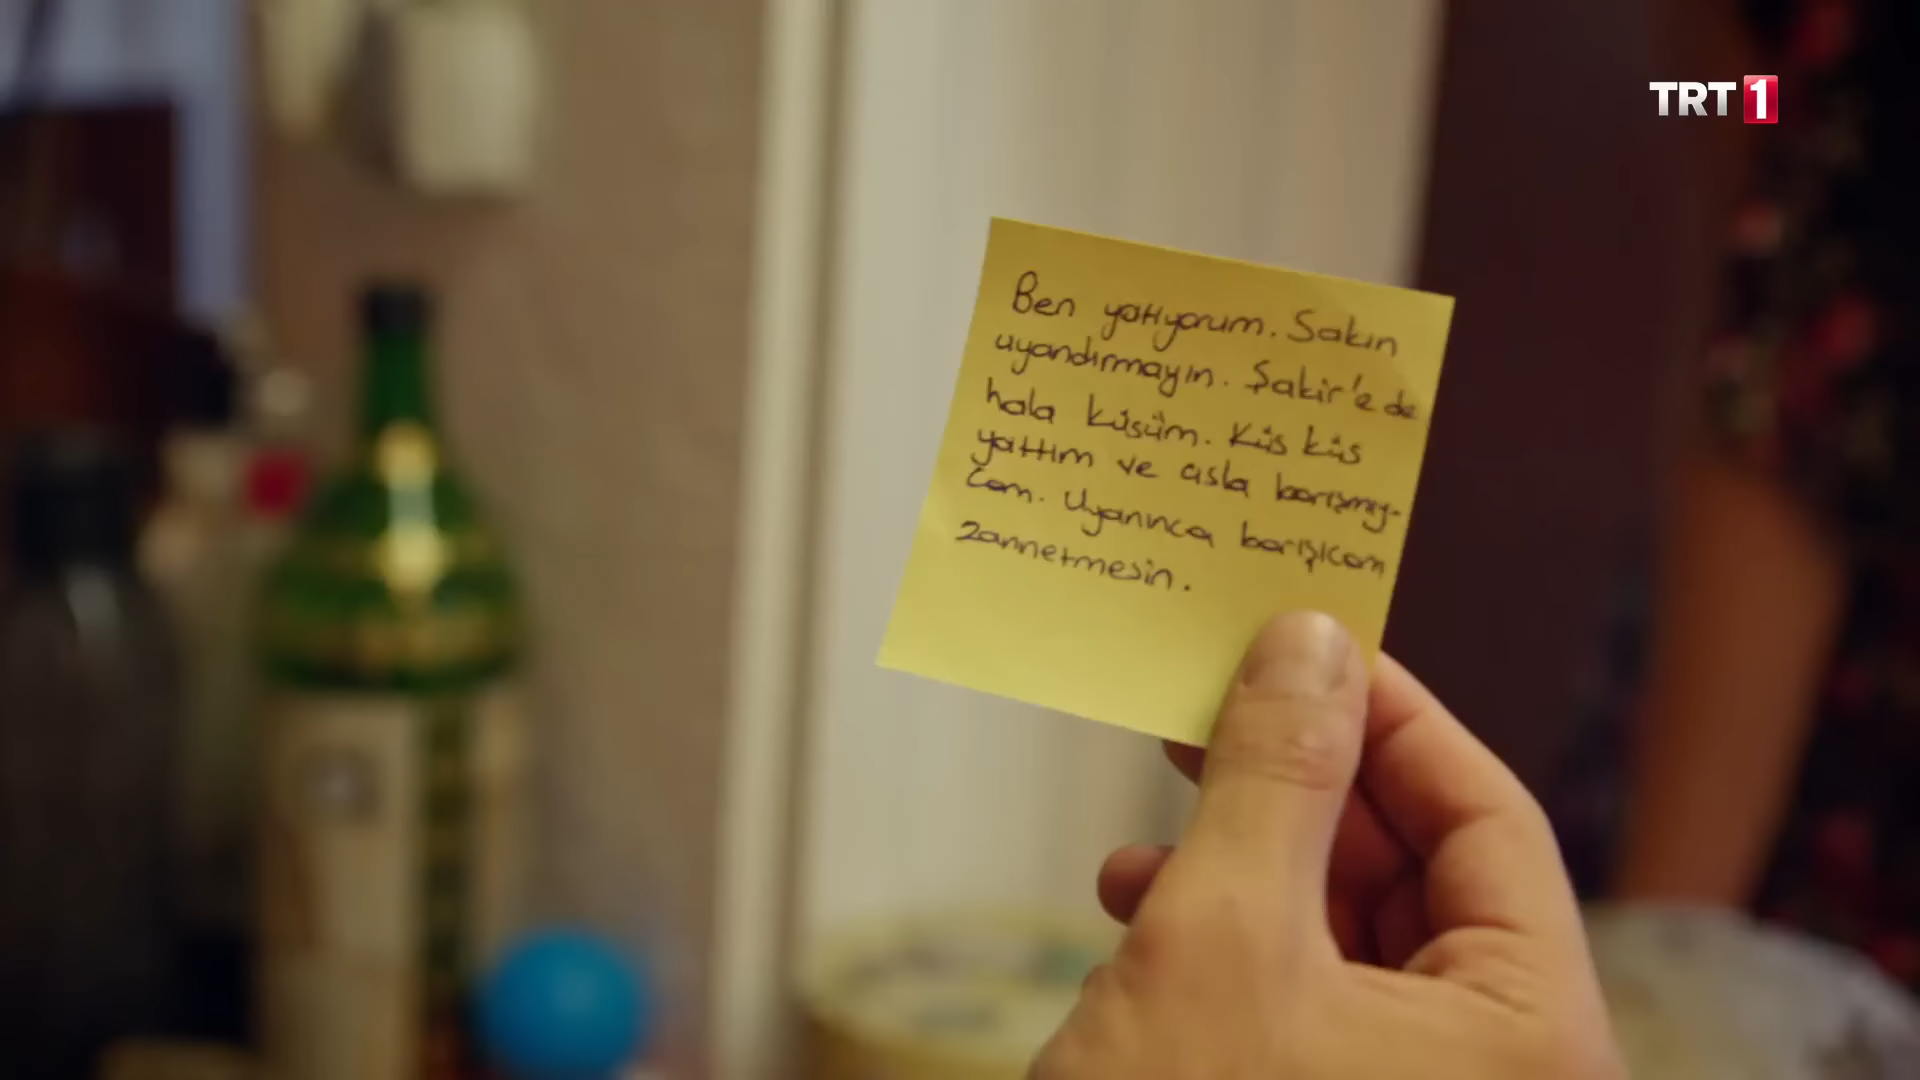 TRT 1
Ben yatıyorum. Sakın
uyandırmayın. Şakir'e de
hala küsüm. Küs küs
yattım ve asla barışmıy-
cam. Uyanınca barışıcam
zannetmesin.